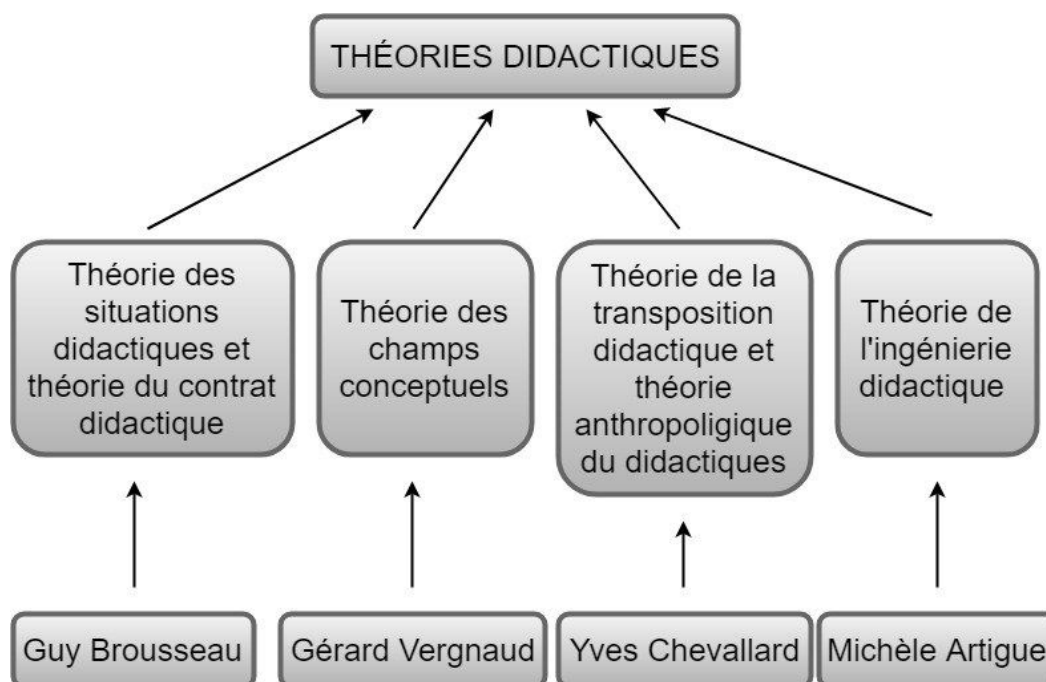 THÉORIES DIDACTIQUES
Théorie des
situations
didactiques et
théorie du contrat
didactique
Théorie des
champs
conceptuels
Théorie de la
transposition
didactique et
théorie
anthropoligique
du didactiques
Théorie de
l'ingénierie
didactique
Guy Brousseau
Gérard Vergnaud
Yves Chevallard
Michèle Artigue